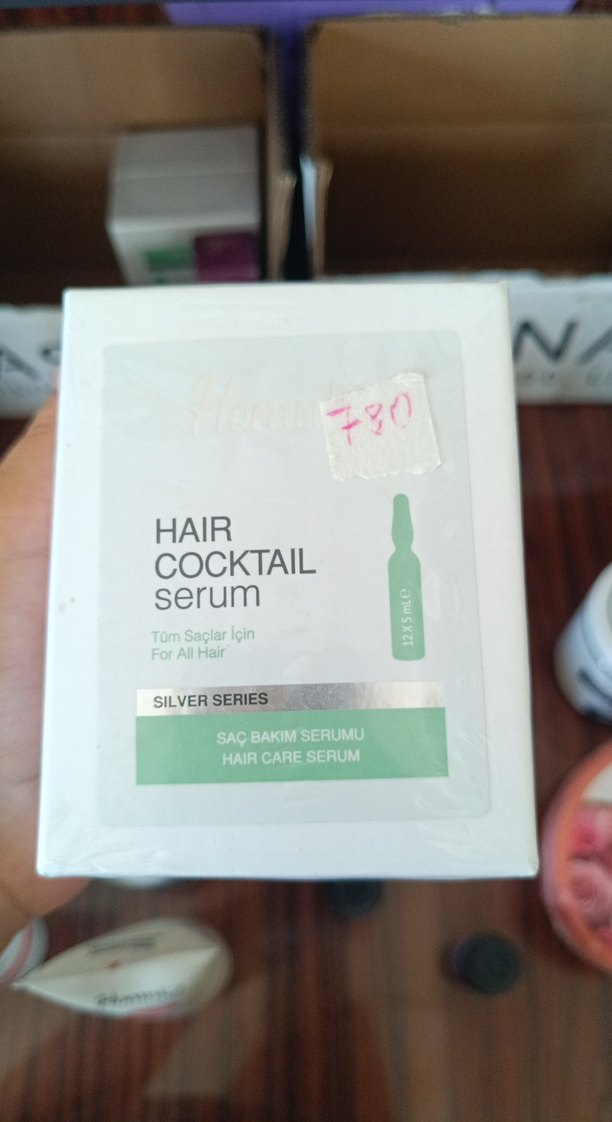 780
HAIR
COCKTAIL
serum
12 X 5 mL℮
Tüm Saçlar İçin
For All Hair
SILVER SERIES
SAÇ BAKIM SERUMU
HAIR CARE SERUM